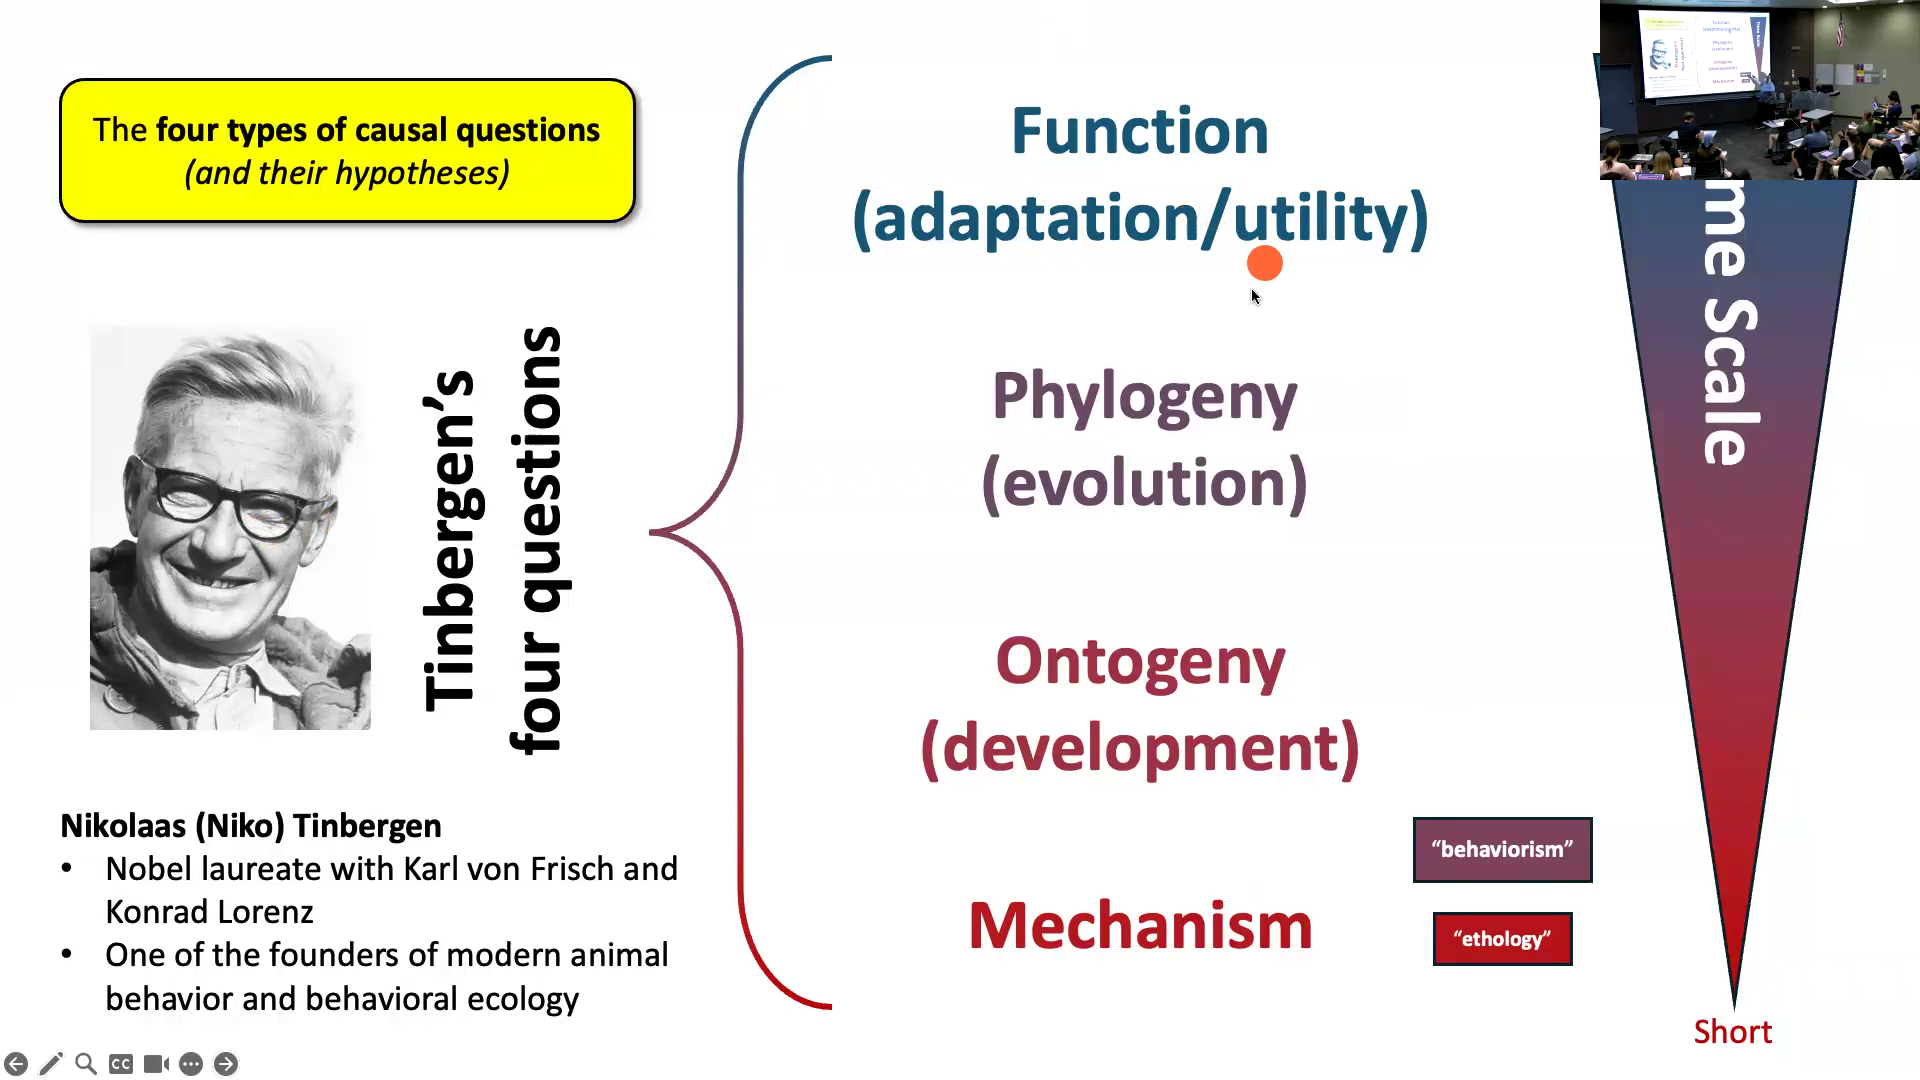 The four types of causal questions
(and their hypotheses)
Tinbergen’s
four questions
Nikolaas (Niko) Tinbergen
• Nobel laureate with Karl von Frisch and
Konrad Lorenz
• One of the founders of modern animal
behavior and behavioral ecology
Function
(adaptation/utility)
Phylogeny
(evolution)
Ontogeny
(development)
Mechanism
“behaviorism”
“ethology”
me Scale
Short
CC